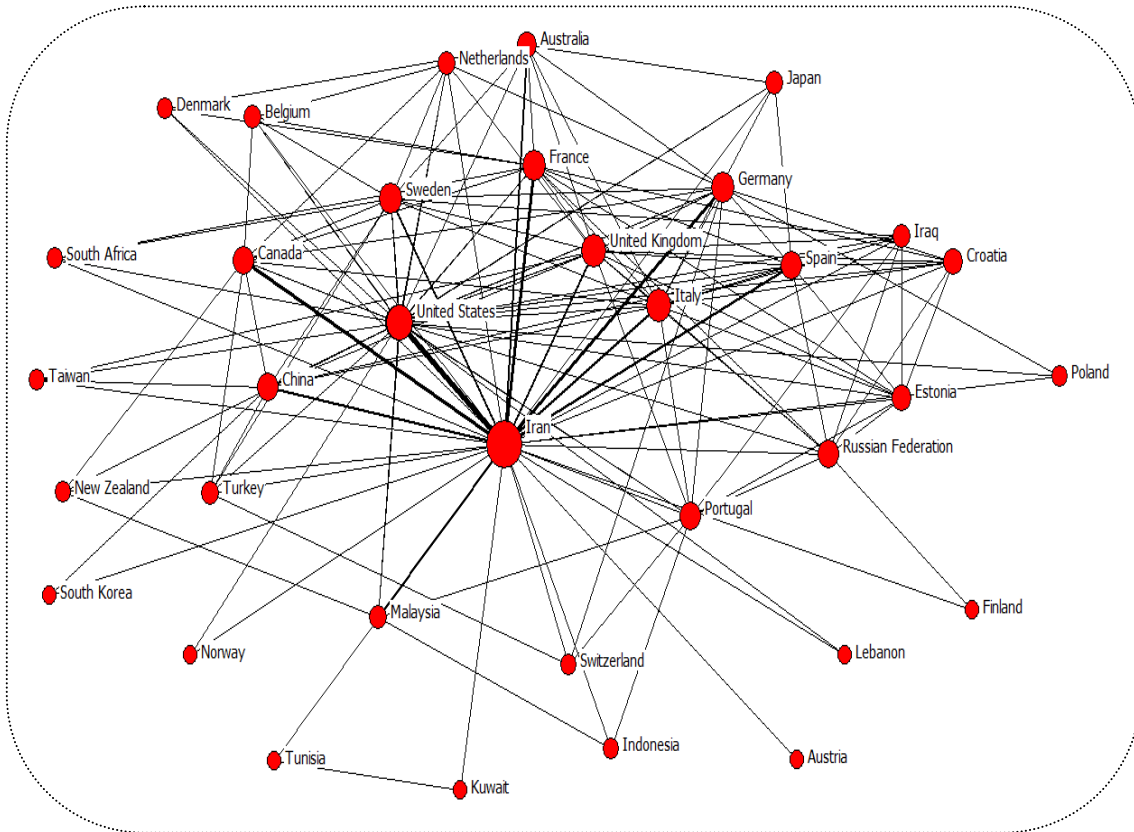 Australia
Netherlands
Japan
Denmark
Belgium
France
Germany
Sweden
Iraq
United Kingdom
South Africa
Canada
Spain
Croatia
Italy
United States
Taiwan
China
Poland
Estonia
Iran
Russian Federation
New Zealand
Turkey
Portugal
South Korea
Malaysia
Finland
Norway
Switzerland
Lebanon
Indonesia
Tunisia
Austria
Kuwait